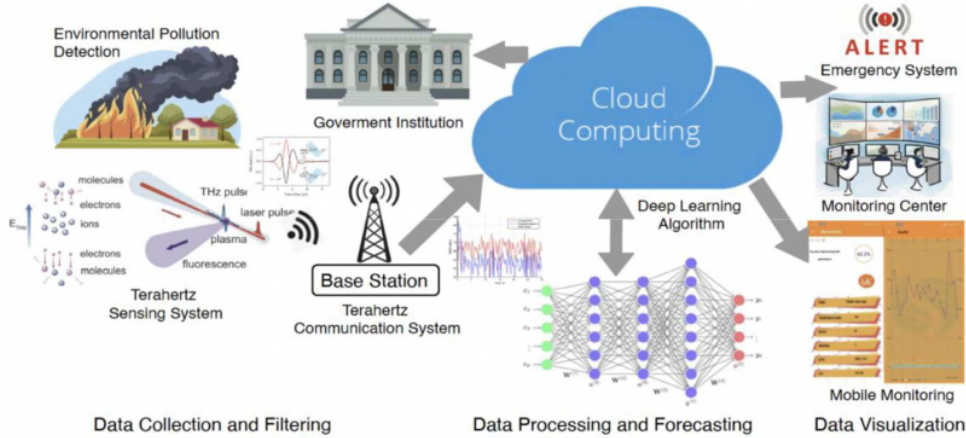 Environmental Pollution
Detection
Goverment Institution
Cloud
Computing
ALERT
Emergency System
Monitoring Center
molecules
electrons
ions
electrons
molecules
THz pulse
laser pulse
plasma
fluorescence
Terahertz
Sensing System
Base Station
Terahertz
Communication System
Deep Learning
Algorithm
Mobile Monitoring
Data Collection and Filtering
Data Processing and Forecasting
Data Visualization